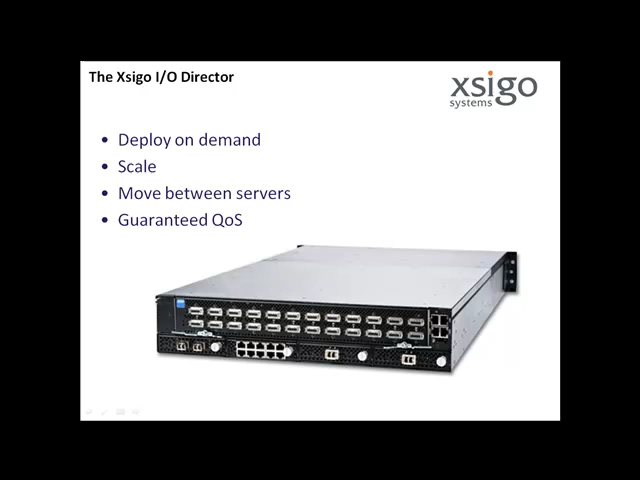 The Xsigo I/O Director
xsigo
systems
• Deploy on demand
• Scale
• Move between servers
• Guaranteed QoS